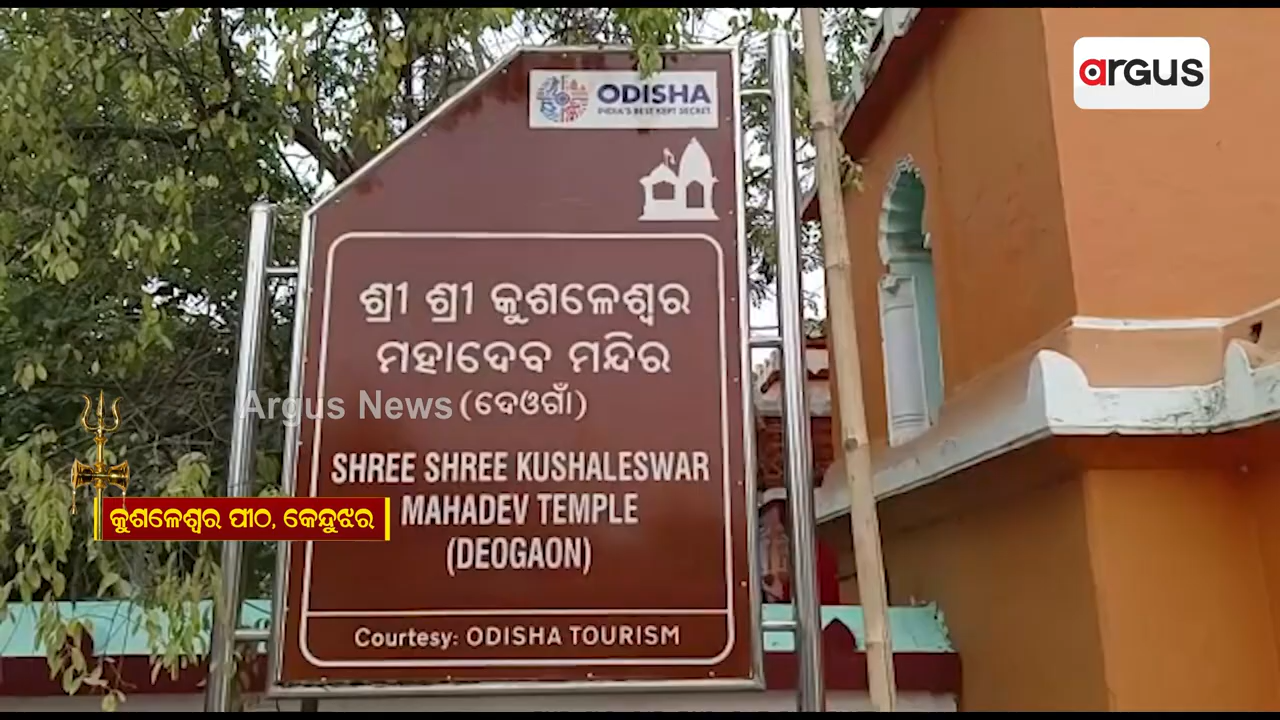 argus
ODISHA
INDIA'S BEST KEPT SECRET
ଶ୍ରୀ ଶ୍ରୀ କୁଶଳେଶ୍ୱର
ମହାଦେବ ମନ୍ଦିର
Argus News
(ଦେଓଗାଁ)
SHREE SHREE KUSHALESWAR
MAHADEV TEMPLE
(DEOGAON)
କୁଶଳେଶ୍ୱର ପୀଠ, କେନ୍ଦୁଝର
Courtesy: ODISHA TOURISM